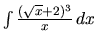 ∫ (√x+2)³/x dx